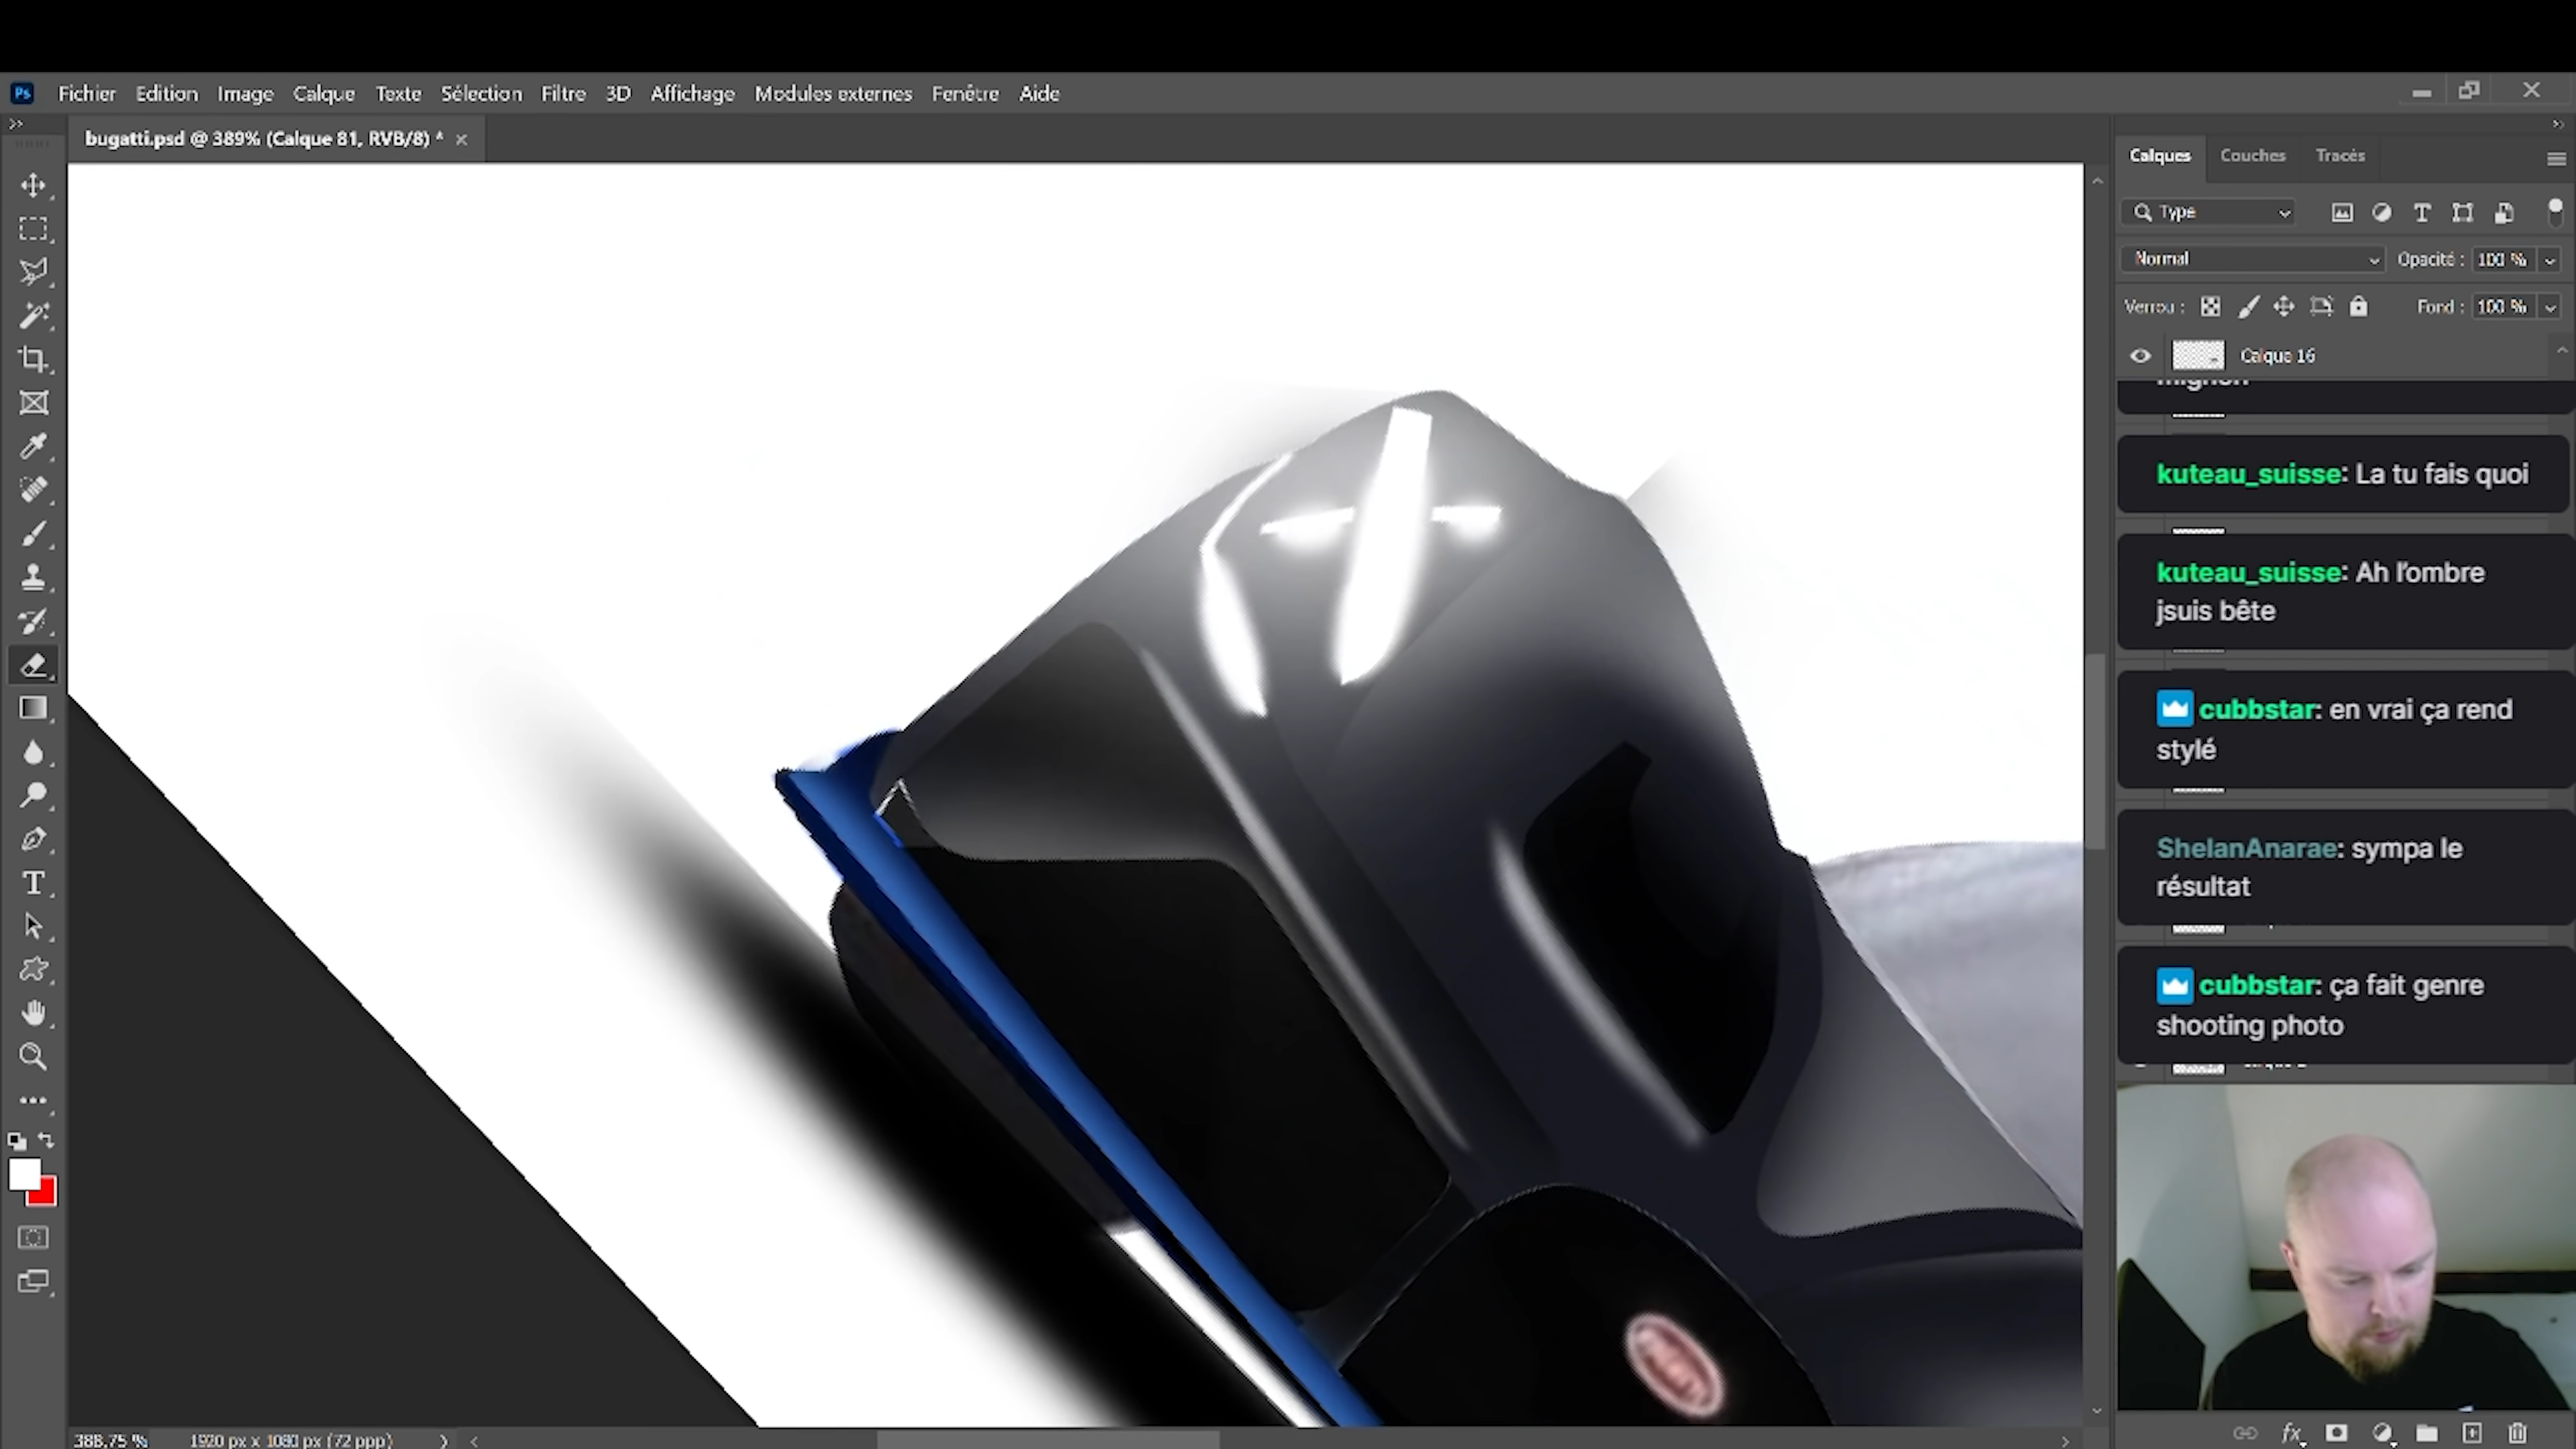 Ps Fichier Edition Image Calque Texte Sélection Filtre 3D Affichage Modules externes Fenêtre Aide
bugatti.psd @ 389% (Calque 81, RVB/8) *
Calques Couches Tracés
Type
Normal Opacité : 100 %
Verrou : Fond : 100 %
Calque 16
mignon
kuteau_suisse: La tu fais quoi
kuteau_suisse: Ah l'ombre
jsuis bête
cubbstar: en vrai ça rend
stylé
ShelanAnarae: sympa le
résultat
cubbstar: ça fait genre
shooting photo
388,75 % 1920 px x 1080 px (72 ppp)
fx